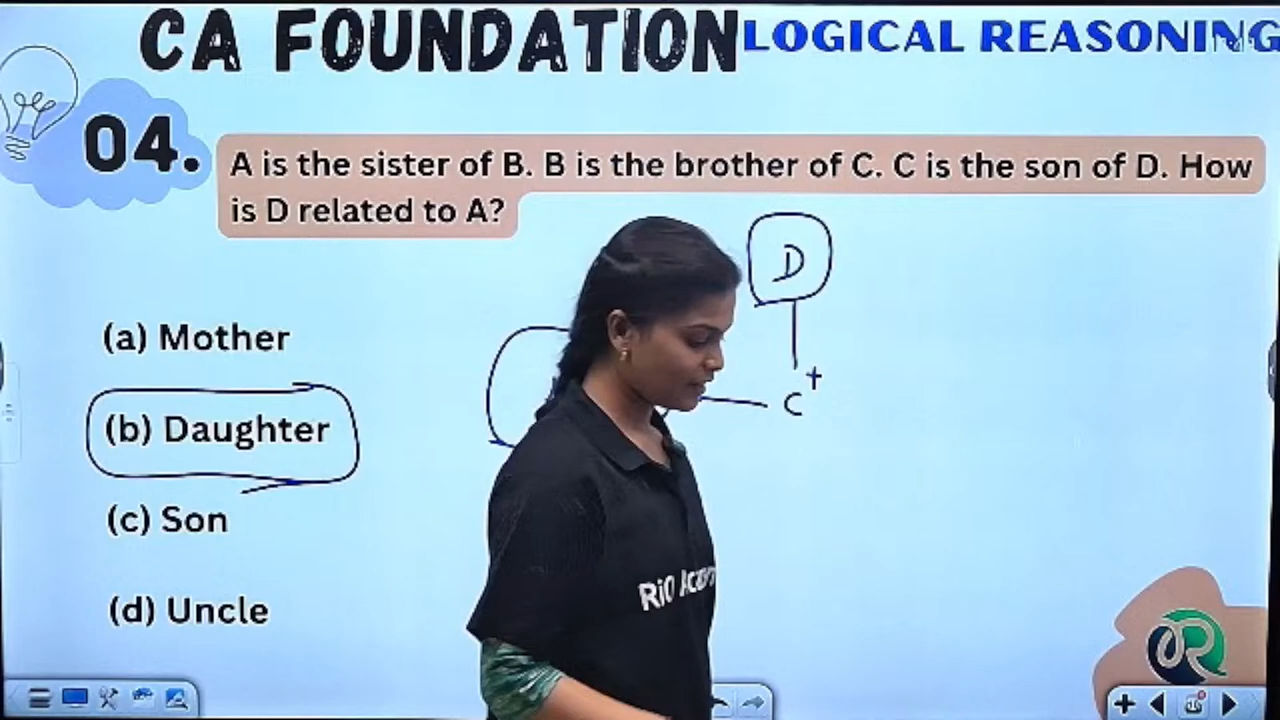 CA FOUNDATION LOGICAL REASONING
04.
A is the sister of B. B is the brother of C. C is the son of D. How
is D related to A?
D
(a) Mother
C +
(b) Daughter
(c) Son
(d) Uncle
RiO